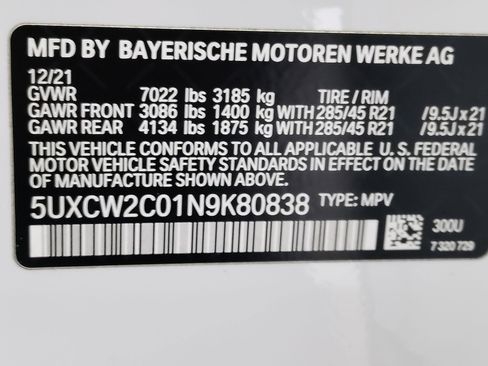 MFD BY BAYERISCHE MOTOREN WERKE AG
12/21
GVWR 7022 lbs 3185 kg TIRE / RIM
GAWR FRONT 3086 lbs 1400 kg WITH 285/45 R21 /9.5J x 21
GAWR REAR 4134 lbs 1875 kg WITH 285/45 R21 /9.5J x 21
THIS VEHICLE CONFORMS TO ALL APPLICABLE U. S. FEDERAL
MOTOR VEHICLE SAFETY STANDARDS IN EFFECT ON THE DATE
OF MANUFACTURE SHOWN ABOVE.
5UXCW2C01N9K80838 TYPE: MPV
300U
7 320 729